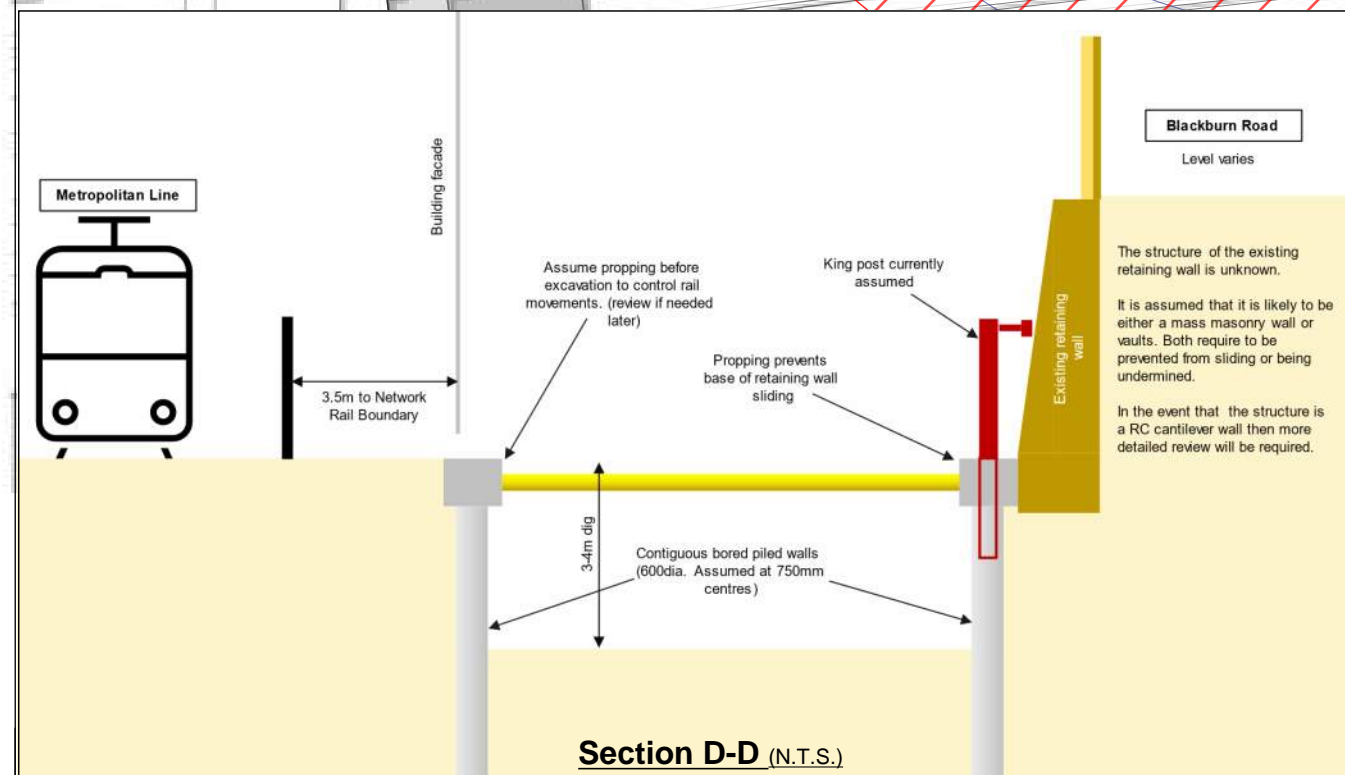 Metropolitan Line
Building facade
3.5m to Network
Rail Boundary
Assume propping before
excavation to control rail
movements. (review if needed
later)
King post currently
assumed
Propping prevents
base of retaining wall
sliding
3-4m dig
Contiguous bored piled walls
(600dia. Assumed at 750mm
centres)
Existing retaining
wall
Blackburn Road
Level varies
The structure of the existing
retaining wall is unknown.
It is assumed that it is likely to be
either a mass masonry wall or
vaults. Both require to be
prevented from sliding or being
undermined.
In the event that the structure is
a RC cantilever wall then more
detailed review will be required.
Section D-D (N.T.S.)